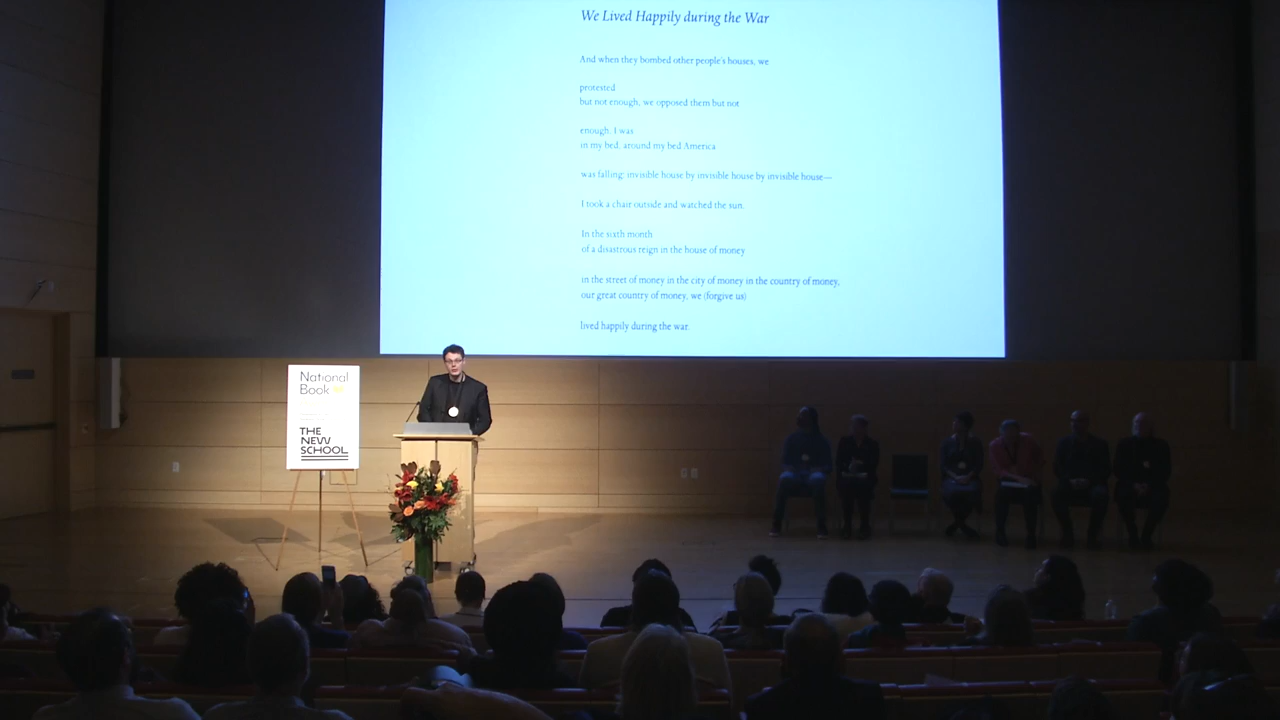 We Lived Happily during the War
And when they bombed other people's houses, we
protested
but not enough, we opposed them but not
enough. I was
in my bed, around my bed America
was falling: invisible house by invisible house by invisible house—
I took a chair outside and watched the sun.
In the sixth month
of a disastrous reign in the house of money
in the street of money in the city of money in the country of money,
our great country of money, we (forgive us)
lived happily during the war.
National
Book
THE
NEW
SCHOOL